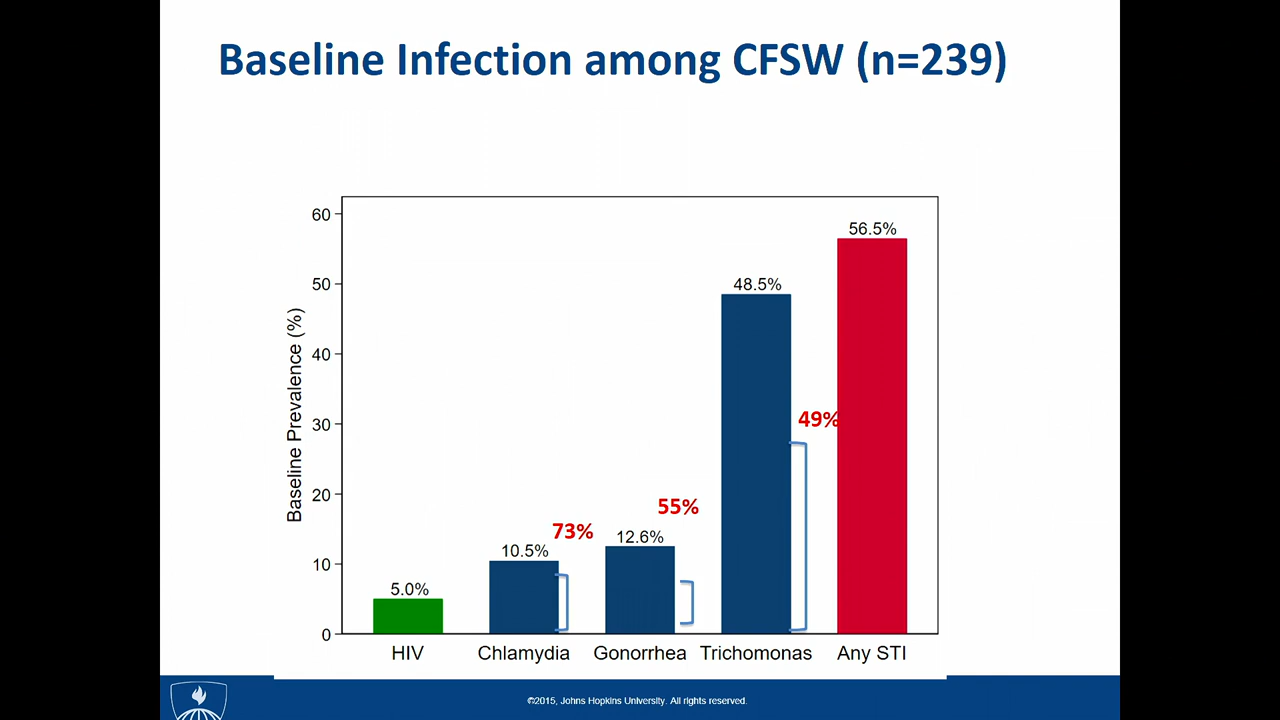 Baseline Infection among CFSW (n=239)
Baseline Prevalence (%)
60
50
40
30
20
10
0
5.0%
10.5%
73%
12.6%
55%
48.5%
49%
56.5%
HIV
Chlamydia
Gonorrhea
Trichomonas
Any STI
©2015, Johns Hopkins University. All rights reserved.